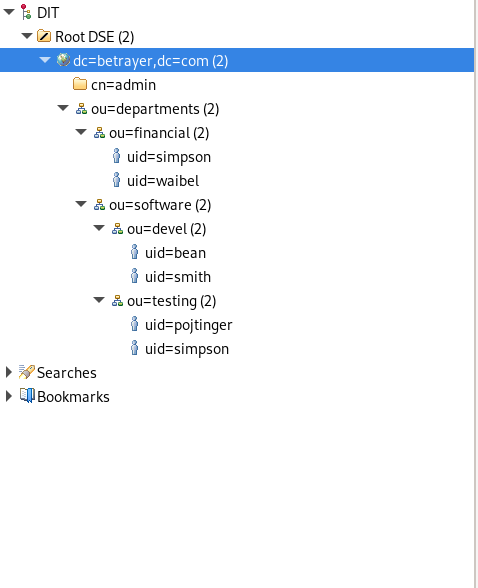 DIT
Root DSE (2)
dc=betrayer,dc=com (2)
cn=admin
ou=departments (2)
ou=financial (2)
uid=simpson
uid=waibel
ou=software (2)
ou=devel (2)
uid=bean
uid=smith
ou=testing (2)
uid=pojtinger
uid=simpson
Searches
Bookmarks